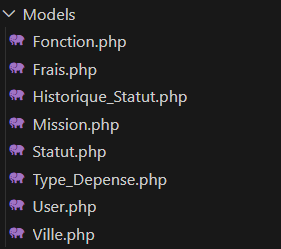 Models
Fonction.php
Frais.php
Historique_Statut.php
Mission.php
Statut.php
Type_Depense.php
User.php
Ville.php